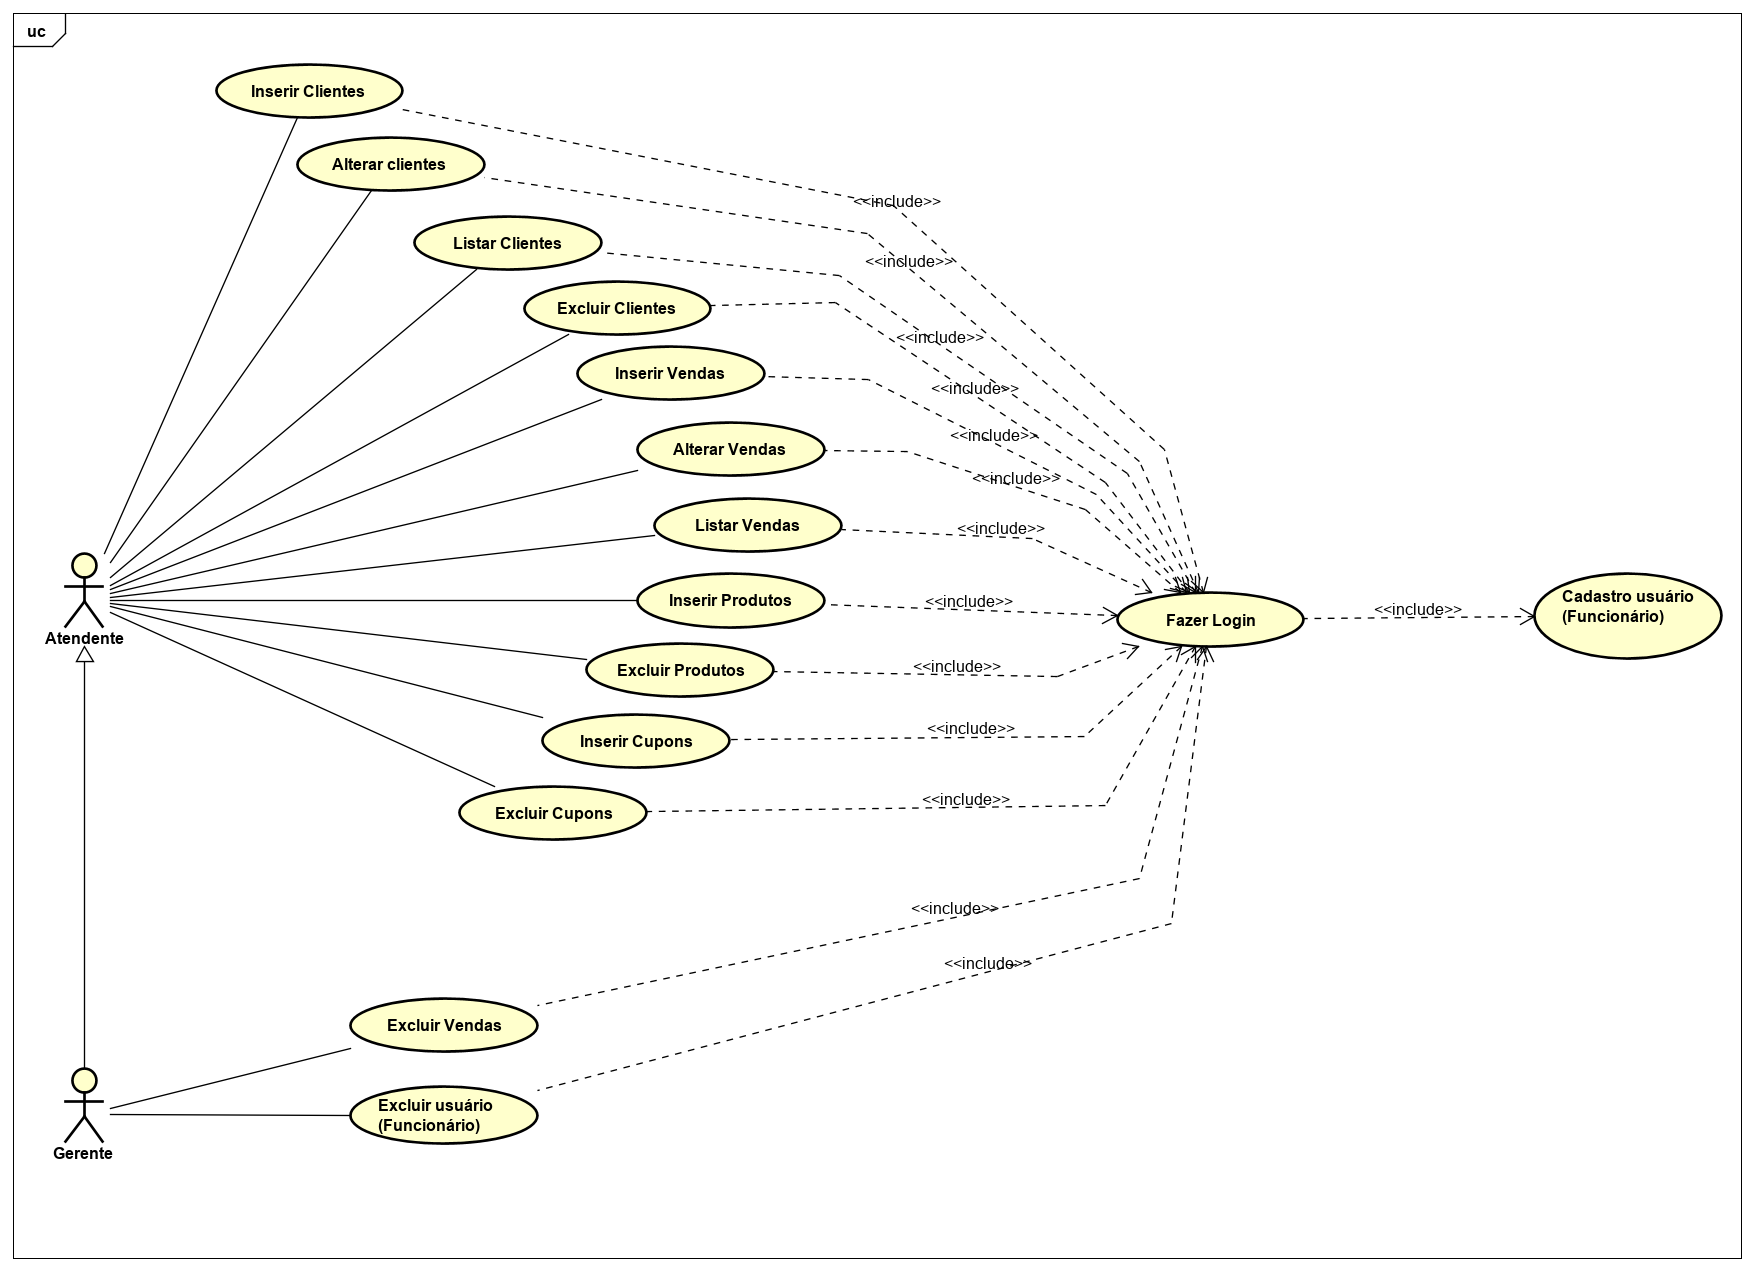 uc
Inserir Clientes
Alterar clientes
<<include>>
Listar Clientes
<<include>>
Excluir Clientes
<<include>>
Inserir Vendas
<<include>>
<<include>>
Alterar Vendas
<<include>>
Listar Vendas
<<include>>
Inserir Produtos
<<include>>
Fazer Login
<<include>>
Cadastro usuário
(Funcionário)
Atendente
Excluir Produtos
<<include>>
Inserir Cupons
<<include>>
Excluir Cupons
<<include>>
<<include>>
<<include>>
Excluir Vendas
Excluir usuário
(Funcionário)
Gerente